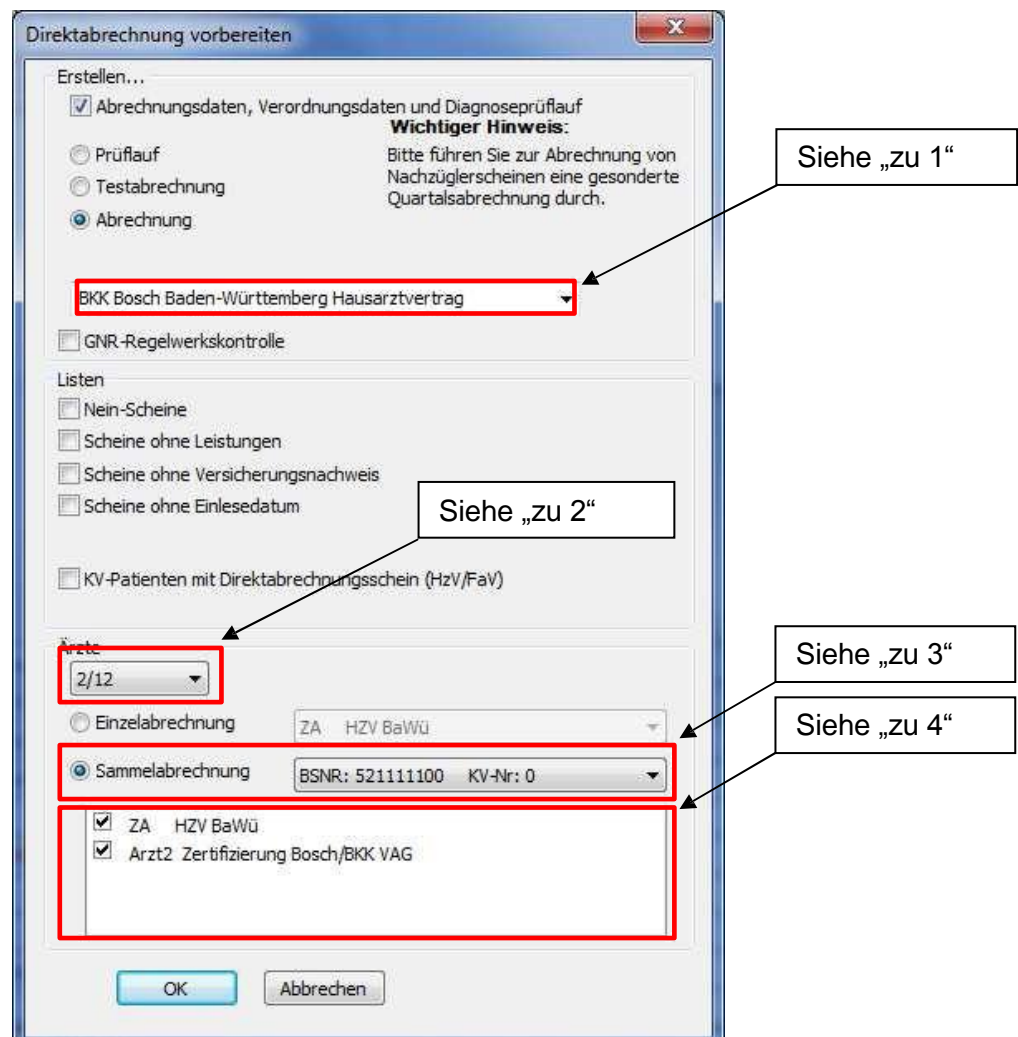 Direktabrechnung vorbereiten
X
Erstellen...
Abrechnungsdaten, Verordnungsdaten und Diagnoseprüflauf
Wichtiger Hinweis:
Prüflauf
Bitte führen Sie zur Abrechnung von
Nachzüglerscheinen eine gesonderte
Quartalsabrechnung durch.
Testabrechnung
Abrechnung
Siehe „zu 1“
BKK Bosch Baden-Württemberg Hausarztvertrag
GNR-Regelwerkskontrolle
Listen
Nein-Scheine
Scheine ohne Leistungen
Scheine ohne Versicherungsnachweis
Scheine ohne Einlesedatum
Siehe „zu 2“
KV-Patienten mit Direktabrechnungsschein (HzV/FaV)
Ärzte
2/12
Siehe „zu 3“
Einzelabrechnung
ZA HZV BaWü
Siehe „zu 4“
Sammelabrechnung
BSNR: 521111100 KV-Nr: 0
ZA HZV BaWü
Arzt2 Zertifizierung Bosch/BKK VAG
OK
Abbrechen